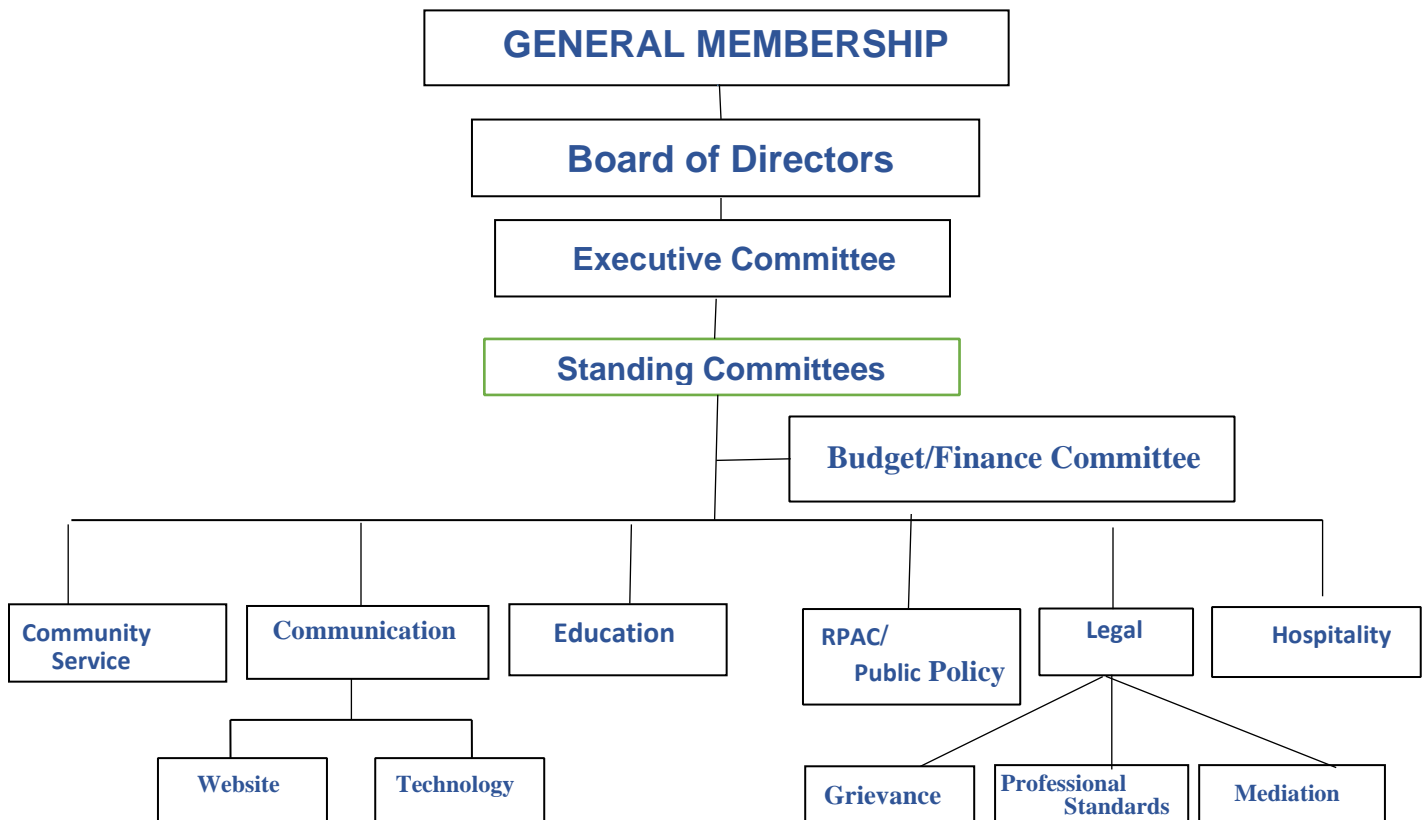 GENERAL MEMBERSHIP
Board of Directors
Executive Committee
Standing Committees
Budget/Finance Committee
Community
Service
Communication
Education
RPAC/
Public Policy
Legal
Hospitality
Website
Technology
Grievance
Professional
Standards
Mediation